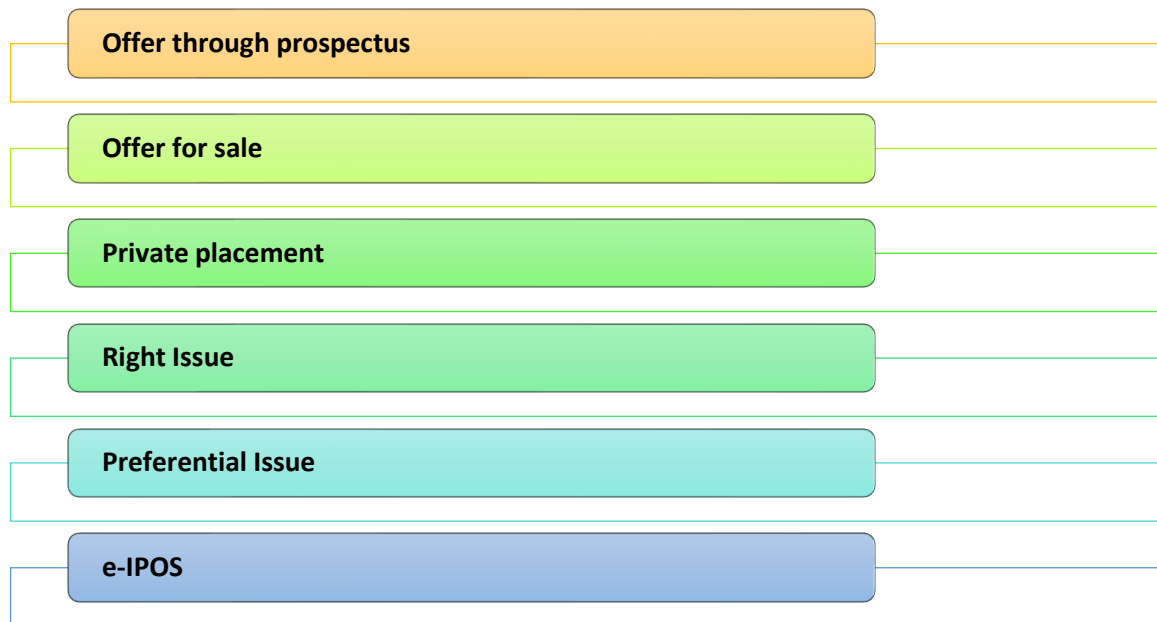 Offer through prospectus
Offer for sale
Private placement
Right Issue
Preferential Issue
e-IPOS